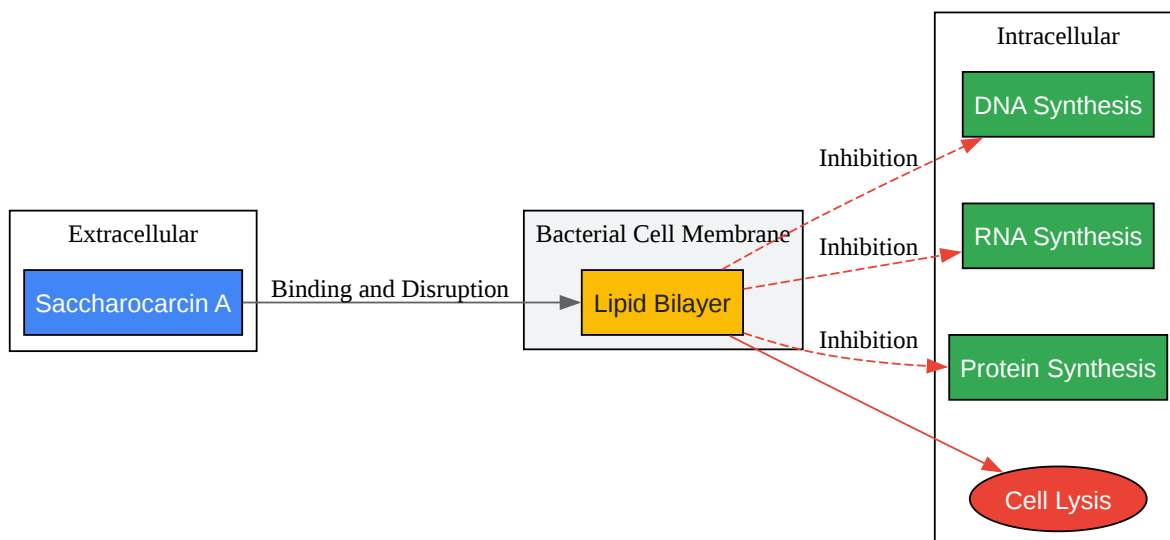 Extracellular
Saccharocarcin A
Binding and Disruption
Bacterial Cell Membrane
Lipid Bilayer
Inhibition
Inhibition
Inhibition
Intracellular
DNA Synthesis
RNA Synthesis
Protein Synthesis
Cell Lysis